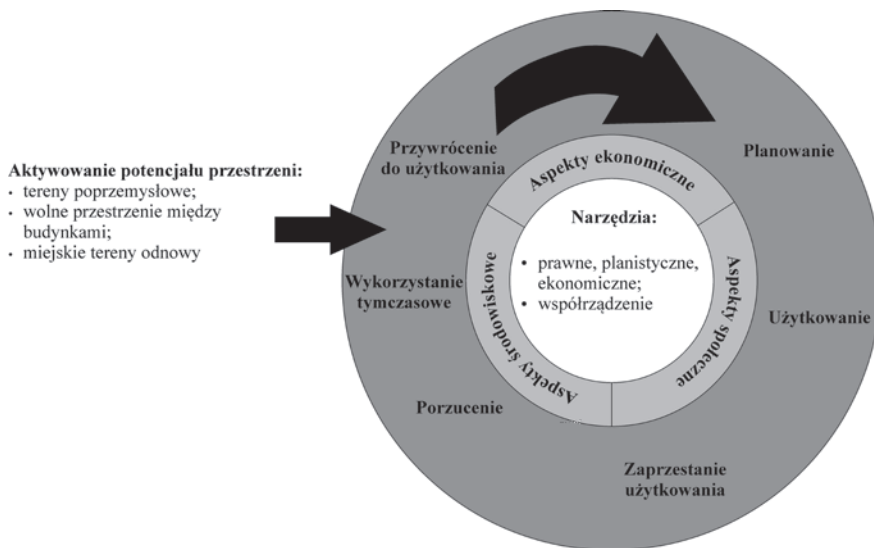 Aktywowanie potencjału przestrzeni:
• tereny poprzemysłowe;
• wolne przestrzenie między
budynkami;
• miejskie tereny odnowy
Przywrócenie
do użytkowania
Planowanie
Wykorzystanie
tymczasowe
Użytkowanie
Porzucenie
Zaprzestanie
użytkowania
Aspekty ekonomiczne
Aspekty społeczne
Aspekty środowiskowe
Narzędzia:
• prawne, planistyczne,
ekonomiczne;
• współrządzenie